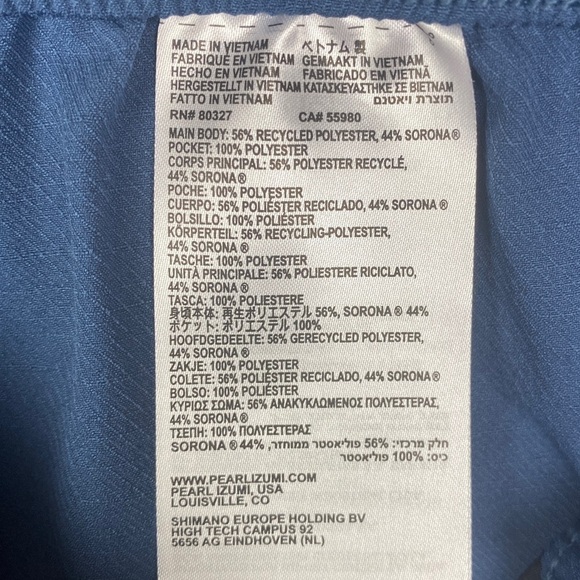 MADE IN VIETNAM ベトナム 製
FABRIQUÉ EN VIETNAM GEMAAKT IN VIETNAM
HECHO EN VIETNAM FABRICADO EM VIETNÃ
HERGESTELLT IN VIETNAM ΚΑΤΑΣΚΕΥΑΣΤΗΚΕ ΣΕ ΒΙΕΤΝΑΜ
FATTO IN VIETNAM תוצרת ויאטנם
RN# 80327 CA# 55980
MAIN BODY: 56% RECYCLED POLYESTER, 44% SORONA®
POCKET: 100% POLYESTER
CORPS PRINCIPAL: 56% POLYESTER RECYCLÉ,
44% SORONA®
POCHE: 100% POLYESTER
CUERPO: 56% POLIÉSTER RECICLADO, 44% SORONA®
BOLSILLO: 100% POLIÉSTER
KÖRPERTEIL: 56% RECYCLING-POLYESTER,
44% SORONA ®
TASCHE: 100% POLYESTER
UNITÀ PRINCIPALE: 56% POLIESTERE RICICLATO,
44% SORONA ®
TASCA: 100% POLIESTERE
身頃本体: 再生ポリエステル 56%, SORONA ® 44%
ポケット: ポリエステル 100%
HOOFDGEDEELTE: 56% GERECYCLED POLYESTER,
44% SORONA ®
ZAKJE: 100% POLYESTER
COLETE: 56% POLIÉSTER RECICLADO, 44% SORONA®
BOLSO: 100% POLIÉSTER
ΚΥΡΙΩΣ ΣΩΜΑ: 56% ΑΝΑΚΥΚΛΩΜΕΝΟΣ ΠΟΛΥΕΣΤΕΡΑΣ,
44% SORONA ®
ΤΣΕΠΗ: 100% ΠΟΛΥΕΣΤΕΡΑΣ
חלק מרכזי: 56% פוליאסטר ממוחזר, 44% ® SORONA
כיס: 100% פוליאסטר
WWW.PEARLIZUMI.COM
PEARL IZUMI, USA
LOUISVILLE, CO
SHIMANO EUROPE HOLDING BV
HIGH TECH CAMPUS 92
5656 AG EINDHOVEN (NL)